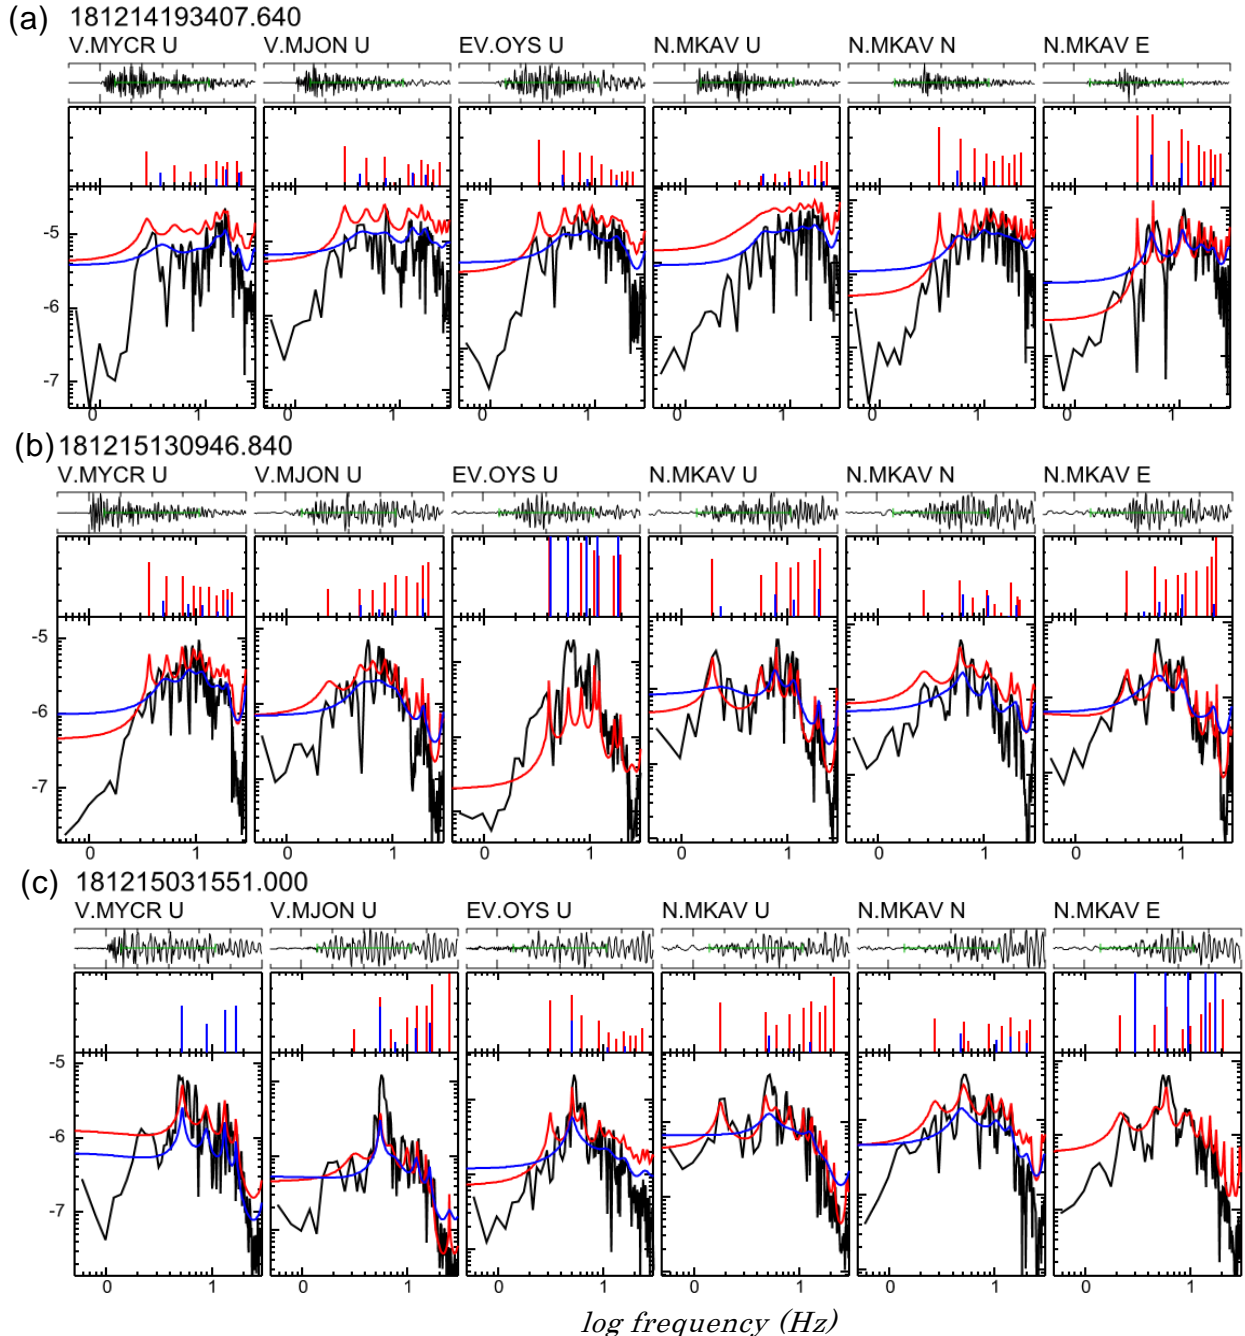 (a) 181214193407.640
V.MYCR U V.MJON U EV.OYS U N.MKAV U N.MKAV N N.MKAV E
-5
-6
-7
0 1 0 1 0 1 0 1 0 1 0 1
(b) 181215130946.840
V.MYCR U V.MJON U EV.OYS U N.MKAV U N.MKAV N N.MKAV E
-5
-6
-7
0 1 0 1 0 1 0 1 0 1 0 1
(c) 181215031551.000
V.MYCR U V.MJON U EV.OYS U N.MKAV U N.MKAV N N.MKAV E
-5
-6
-7
0 1 0 1 0 1 0 1 0 1 0 1
log frequency (Hz)